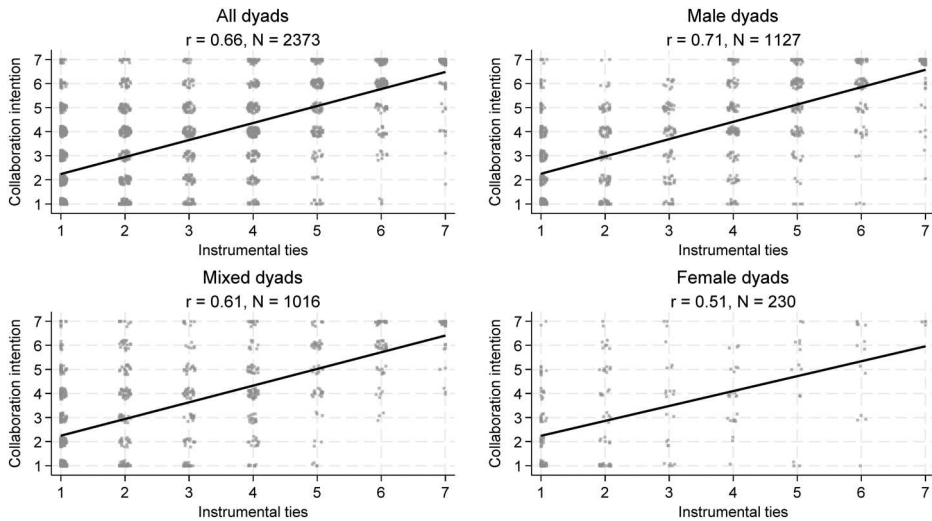 All dyads
r = 0.66, N = 2373
Collaboration intention
7
6
5
4
3
2
1
1 2 3 4 5 6 7
Instrumental ties
Male dyads
r = 0.71, N = 1127
Collaboration intention
7
6
5
4
3
2
1
1 2 3 4 5 6 7
Instrumental ties
Mixed dyads
r = 0.61, N = 1016
Collaboration intention
7
6
5
4
3
2
1
1 2 3 4 5 6 7
Instrumental ties
Female dyads
r = 0.51, N = 230
Collaboration intention
7
6
5
4
3
2
1
1 2 3 4 5 6 7
Instrumental ties